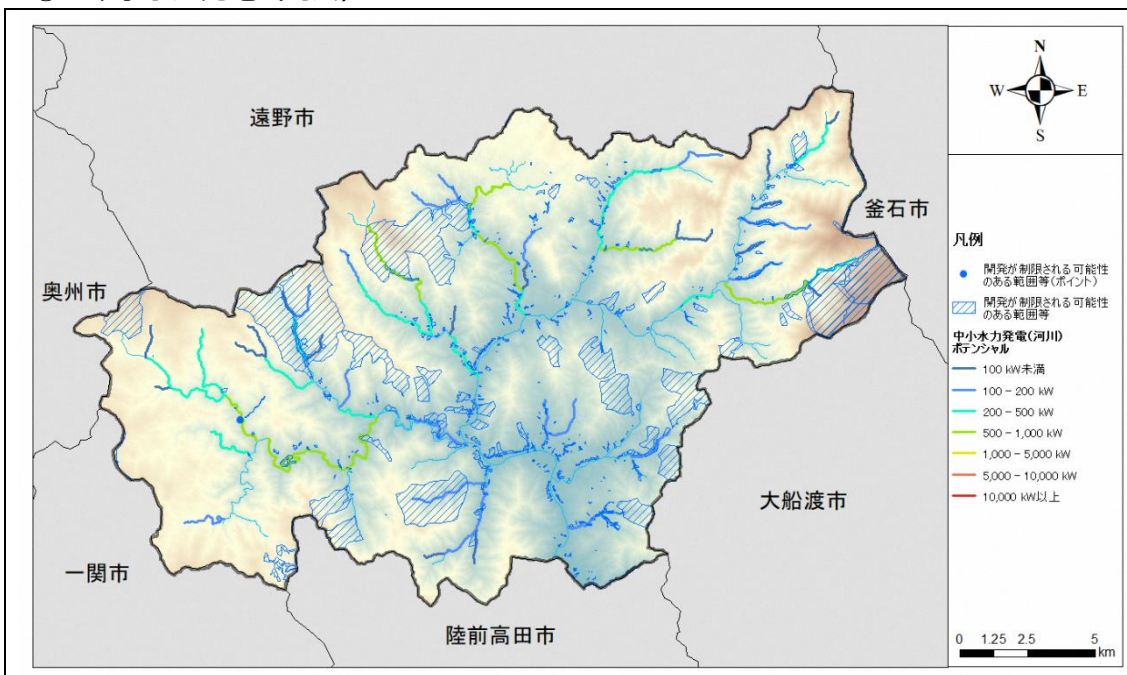 N
W E
S
遠野市
釜石市
奥州市
大船渡市
一関市
陸前高田市
凡例
開発が制限される可能性
のある範囲等(ポイント)
開発が制限される可能性
のある範囲等
中小水力発電(河川)
ポテンシャル
100 kW未満
100 - 200 kW
200 - 500 kW
500 - 1,000 kW
1,000 - 5,000 kW
5,000 - 10,000 kW
10,000 kW以上
0 1.25 2.5 5
km